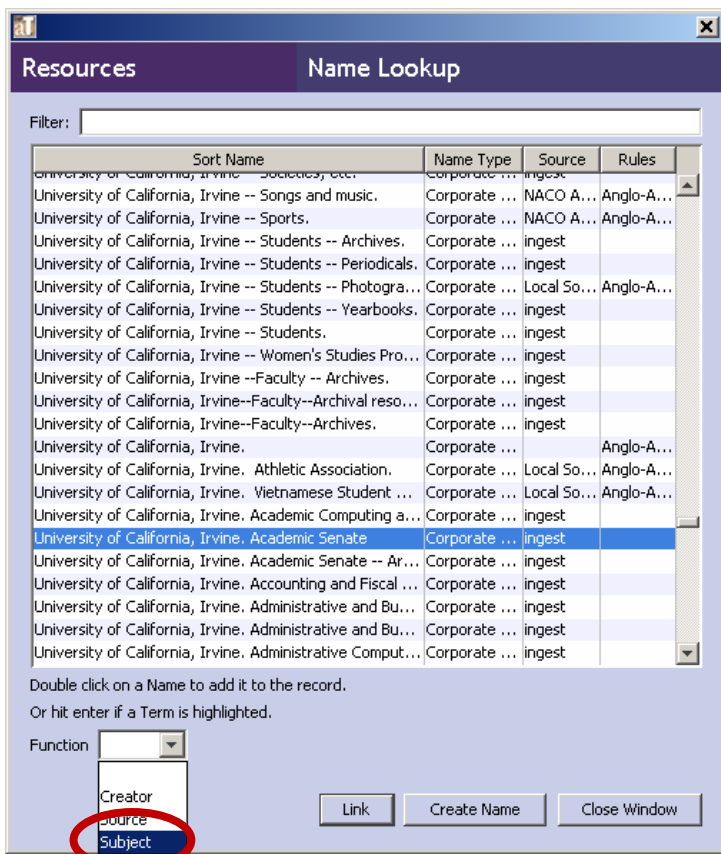 aT
Resources Name Lookup
Filter:
Sort Name Name Type Source Rules
University of California, Irvine -- Societies, etc. Corporate ... ingest
University of California, Irvine -- Songs and music. Corporate ... NACO A... Anglo-A...
University of California, Irvine -- Sports. Corporate ... NACO A... Anglo-A...
University of California, Irvine -- Students -- Archives. Corporate ... ingest
University of California, Irvine -- Students -- Periodicals. Corporate ... ingest
University of California, Irvine -- Students -- Photogra... Corporate ... Local So... Anglo-A...
University of California, Irvine -- Students -- Yearbooks. Corporate ... ingest
University of California, Irvine -- Students. Corporate ... ingest
University of California, Irvine -- Women's Studies Pro... Corporate ... ingest
University of California, Irvine --Faculty -- Archives. Corporate ... ingest
University of California, Irvine--Faculty--Archival reso... Corporate ... ingest
University of California, Irvine--Faculty--Archives. Corporate ... ingest
University of California, Irvine. Corporate ... Anglo-A...
University of California, Irvine. Athletic Association. Corporate ... Local So... Anglo-A...
University of California, Irvine. Vietnamese Student ... Corporate ... Local So... Anglo-A...
University of California, Irvine. Academic Computing a... Corporate ... ingest
University of California, Irvine. Academic Senate Corporate ... ingest
University of California, Irvine. Academic Senate -- Ar... Corporate ... ingest
University of California, Irvine. Accounting and Fiscal ... Corporate ... ingest
University of California, Irvine. Administrative and Bu... Corporate ... ingest
University of California, Irvine. Administrative and Bu... Corporate ... ingest
University of California, Irvine. Administrative Comput... Corporate ... ingest
Double click on a Name to add it to the record.
Or hit enter if a Term is highlighted.
Function
Creator
Source
Subject
Link Create Name Close Window